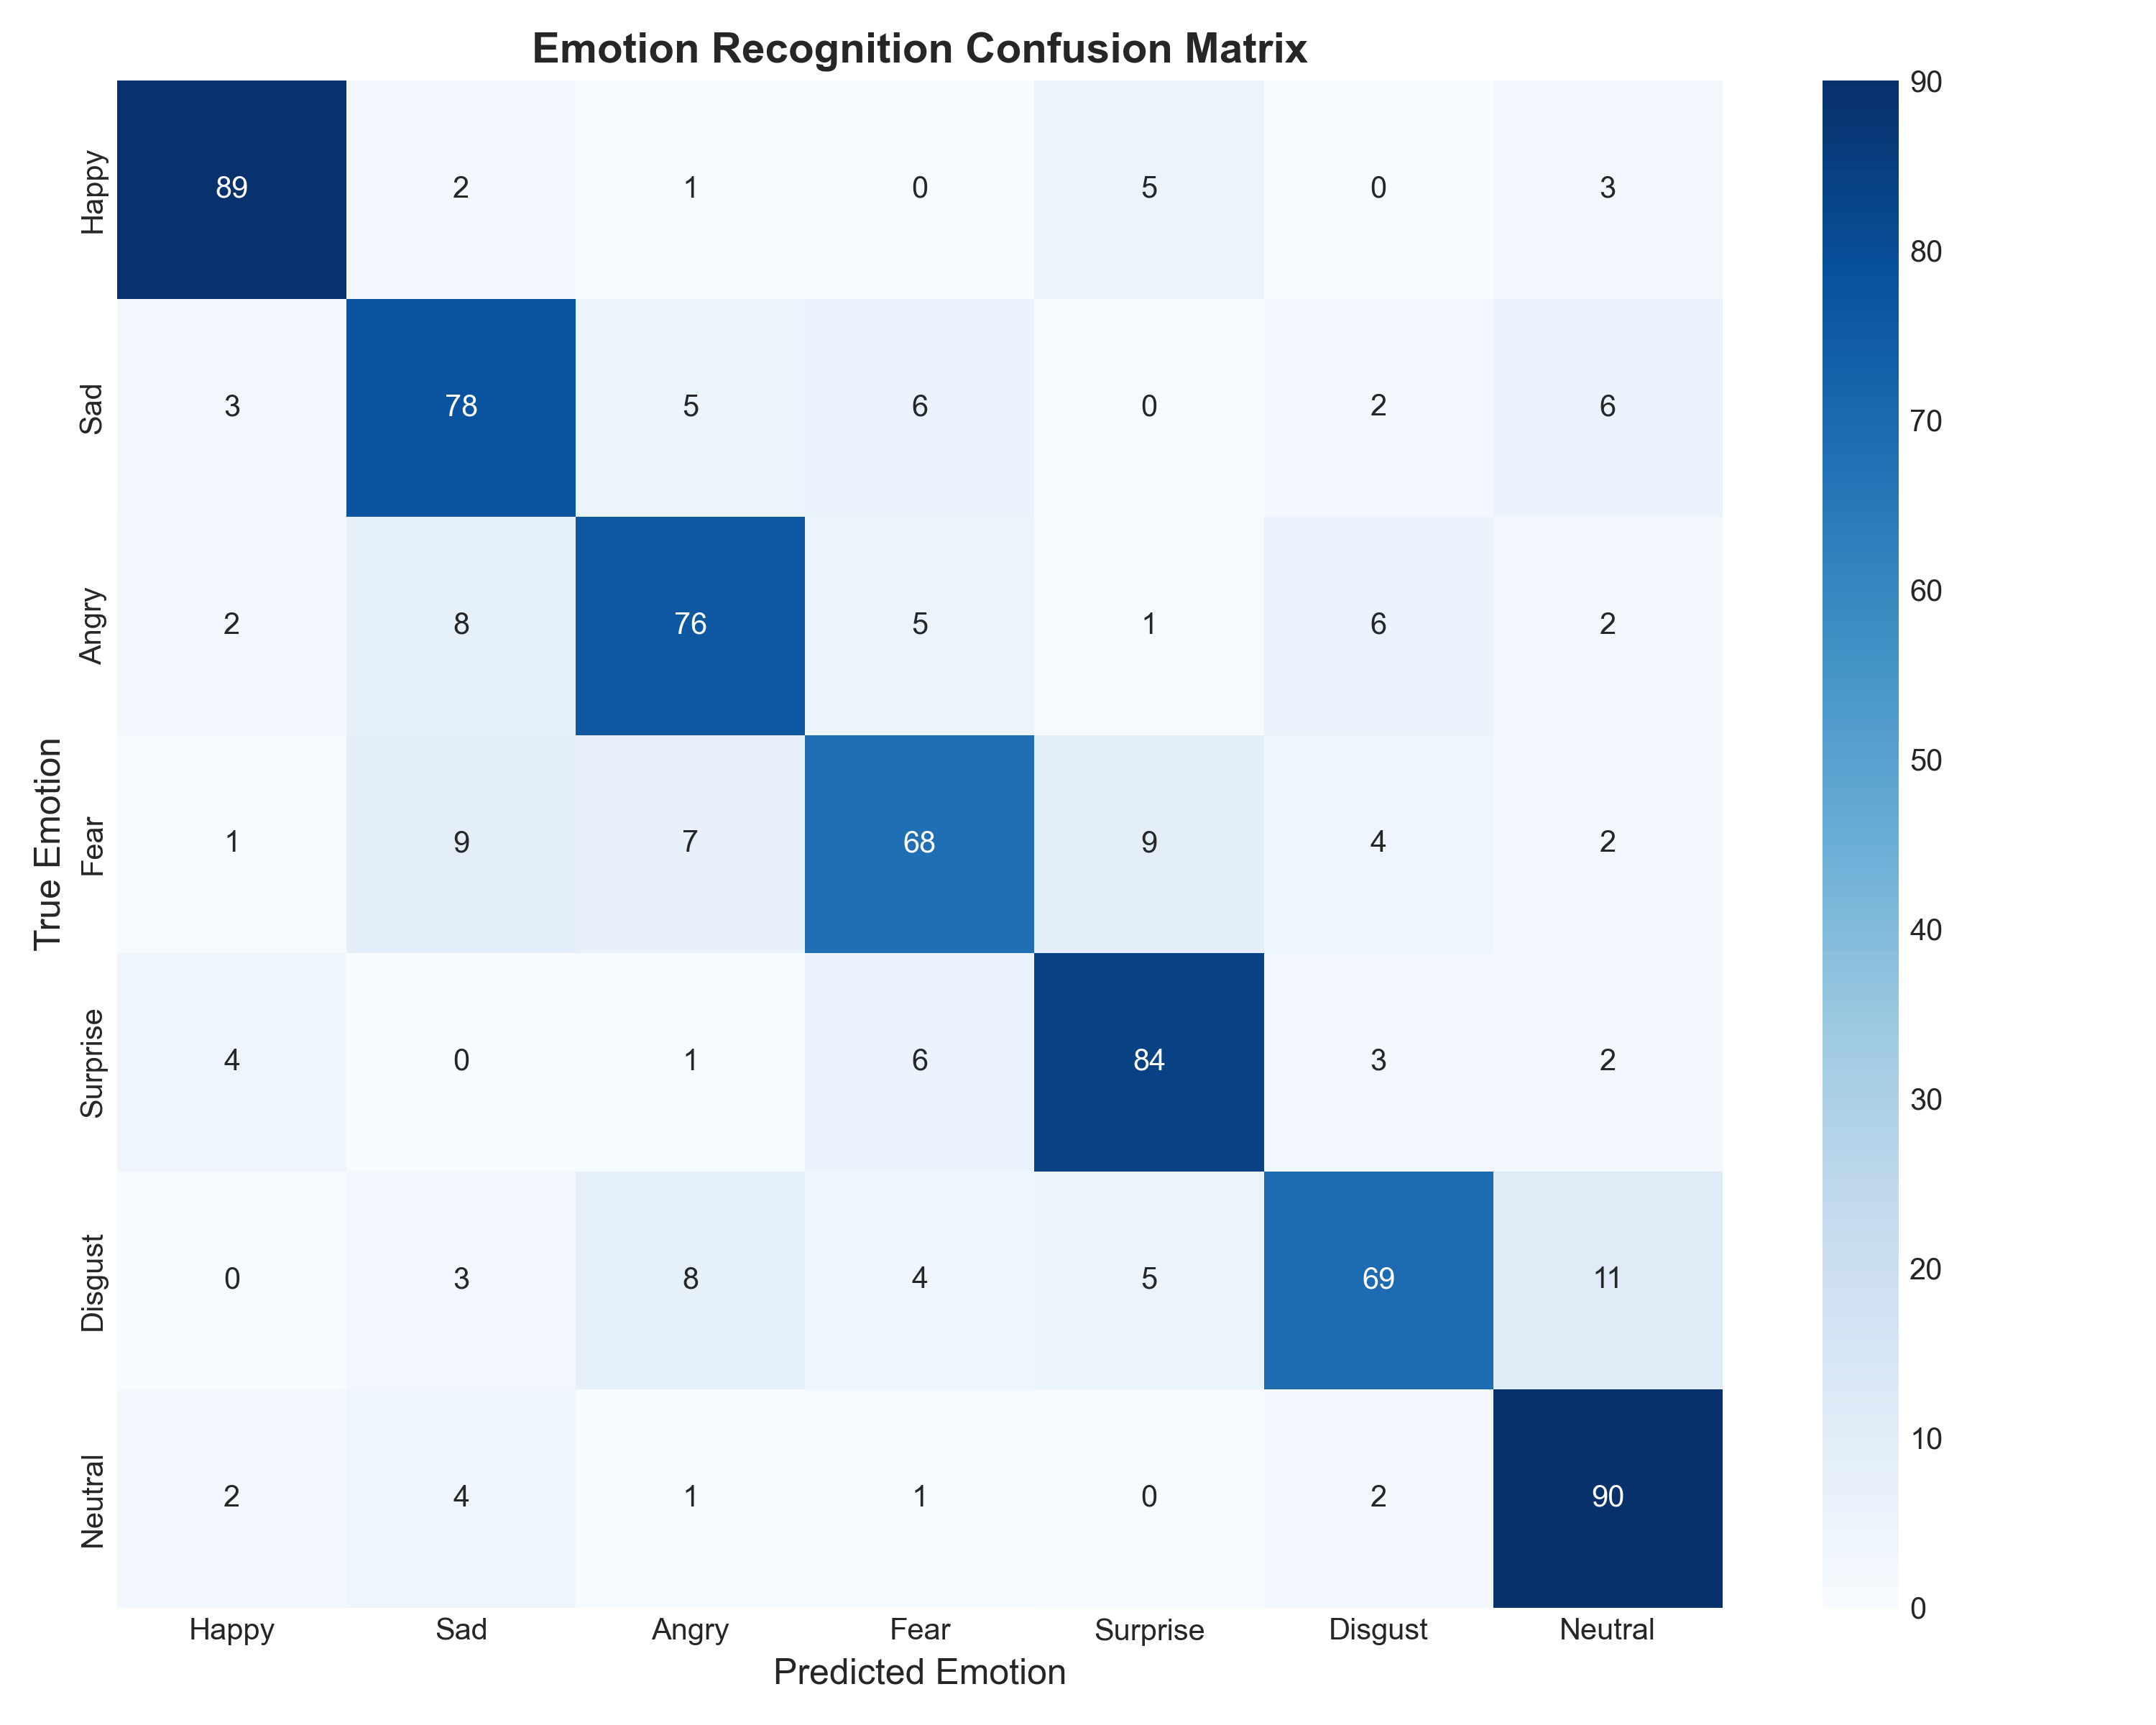 Emotion Recognition Confusion Matrix
True Emotion
Happy 89 2 1 0 5 0 3
Sad 3 78 5 6 0 2 6
Angry 2 8 76 5 1 6 2
Fear 1 9 7 68 9 4 2
Surprise 4 0 1 6 84 3 2
Disgust 0 3 8 4 5 69 11
Neutral 2 4 1 1 0 2 90
Happy Sad Angry Fear Surprise Disgust Neutral
Predicted Emotion
90
80
70
60
50
40
30
20
10
0